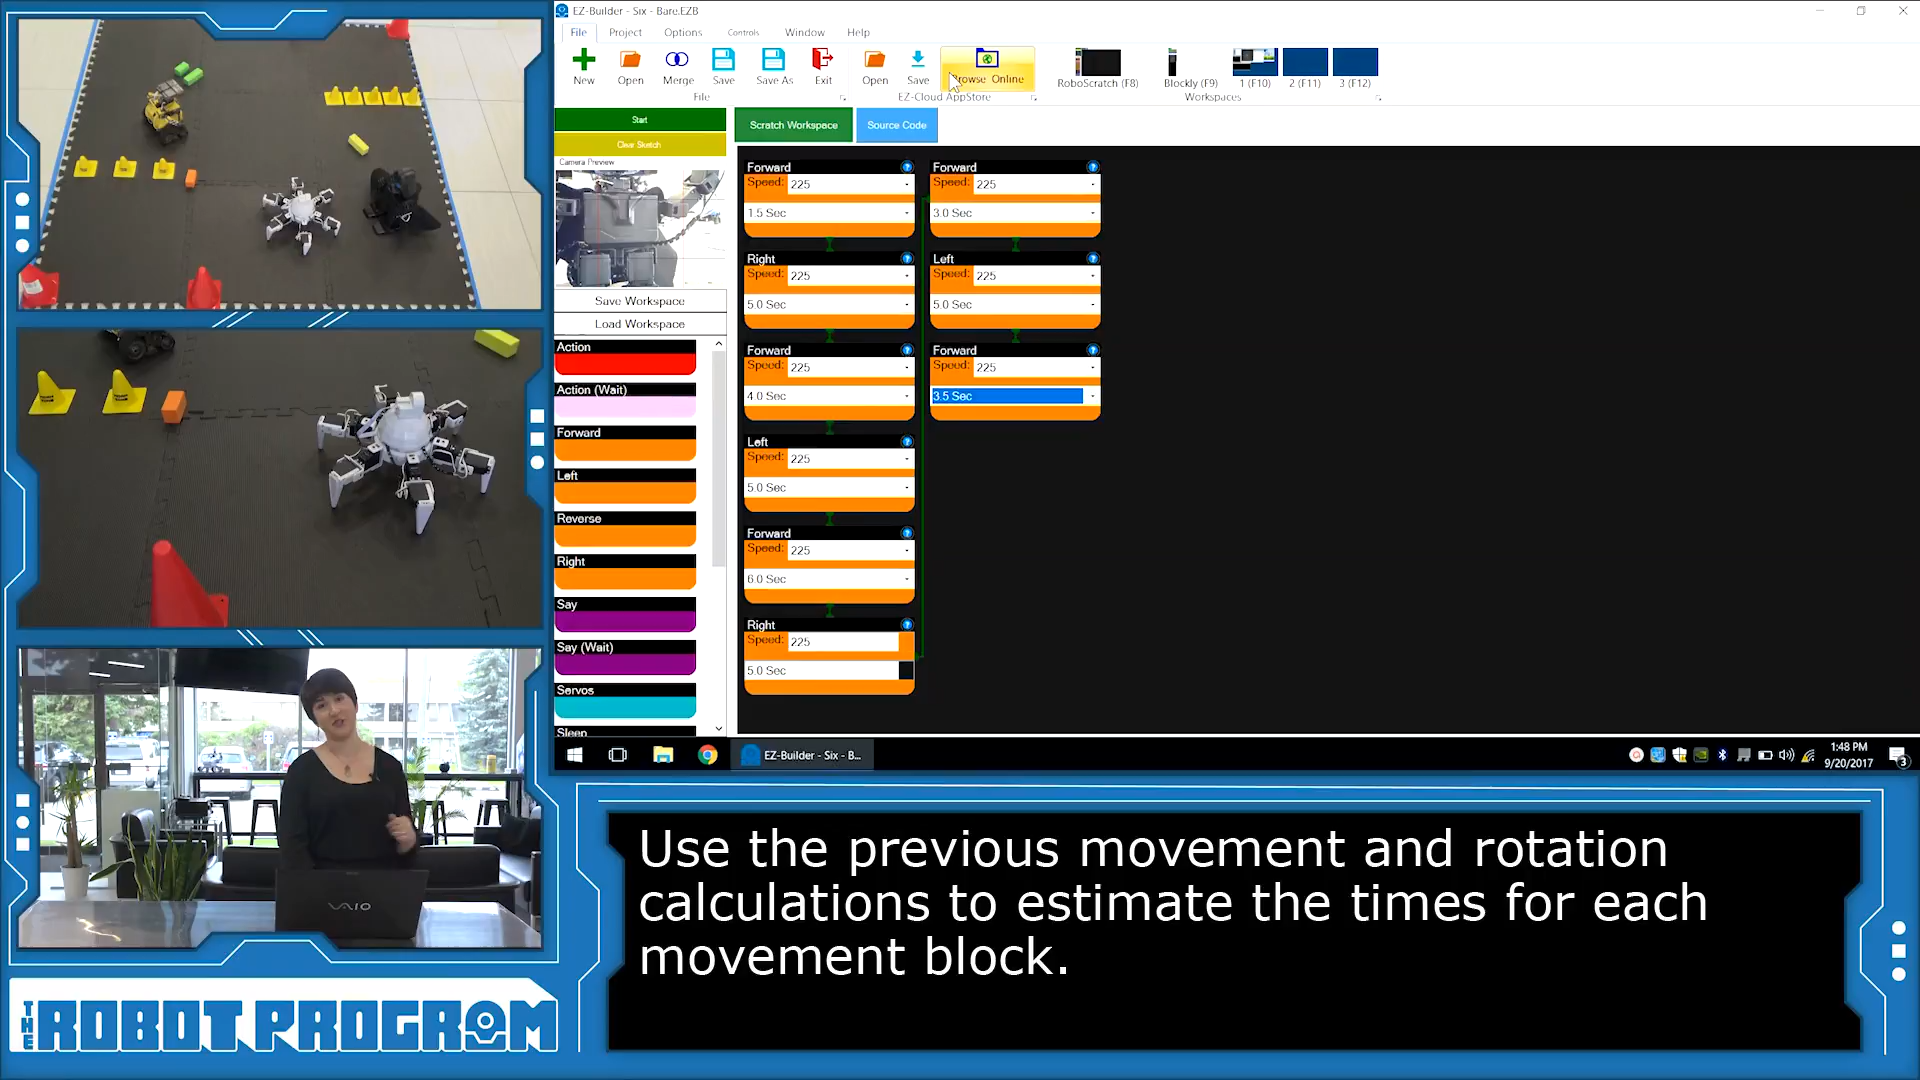 EZ-Builder - Six - Bare.EZB
File Project Options Controls Window Help
New Open Merge Save Save As Exit Open Save Browse Online RoboScratch (F8) Blockly (F9) 1 (F10) 2 (F11) 3 (F12)
File EZ-Cloud AppStore Workspaces
Start
Clear Sketch
Camera Preview
Save Workspace
Load Workspace
Action
Action (Wait)
Forward
Left
Reverse
Right
Say
Say (Wait)
Servos
Sleep
Scratch Workspace Source Code
Forward
Speed: 225
1.5 Sec
Right
Speed: 225
5.0 Sec
Forward
Speed: 225
4.0 Sec
Left
Speed: 225
5.0 Sec
Forward
Speed: 225
6.0 Sec
Right
Speed: 225
5.0 Sec
Forward
Speed: 225
3.0 Sec
Left
Speed: 225
5.0 Sec
Forward
Speed: 225
3.5 Sec
EZ-Builder - Six - B...
1:48 PM
9/20/2017
3
VAIO
THE ROBOT PROGRAM
Use the previous movement and rotation
calculations to estimate the times for each
movement block.